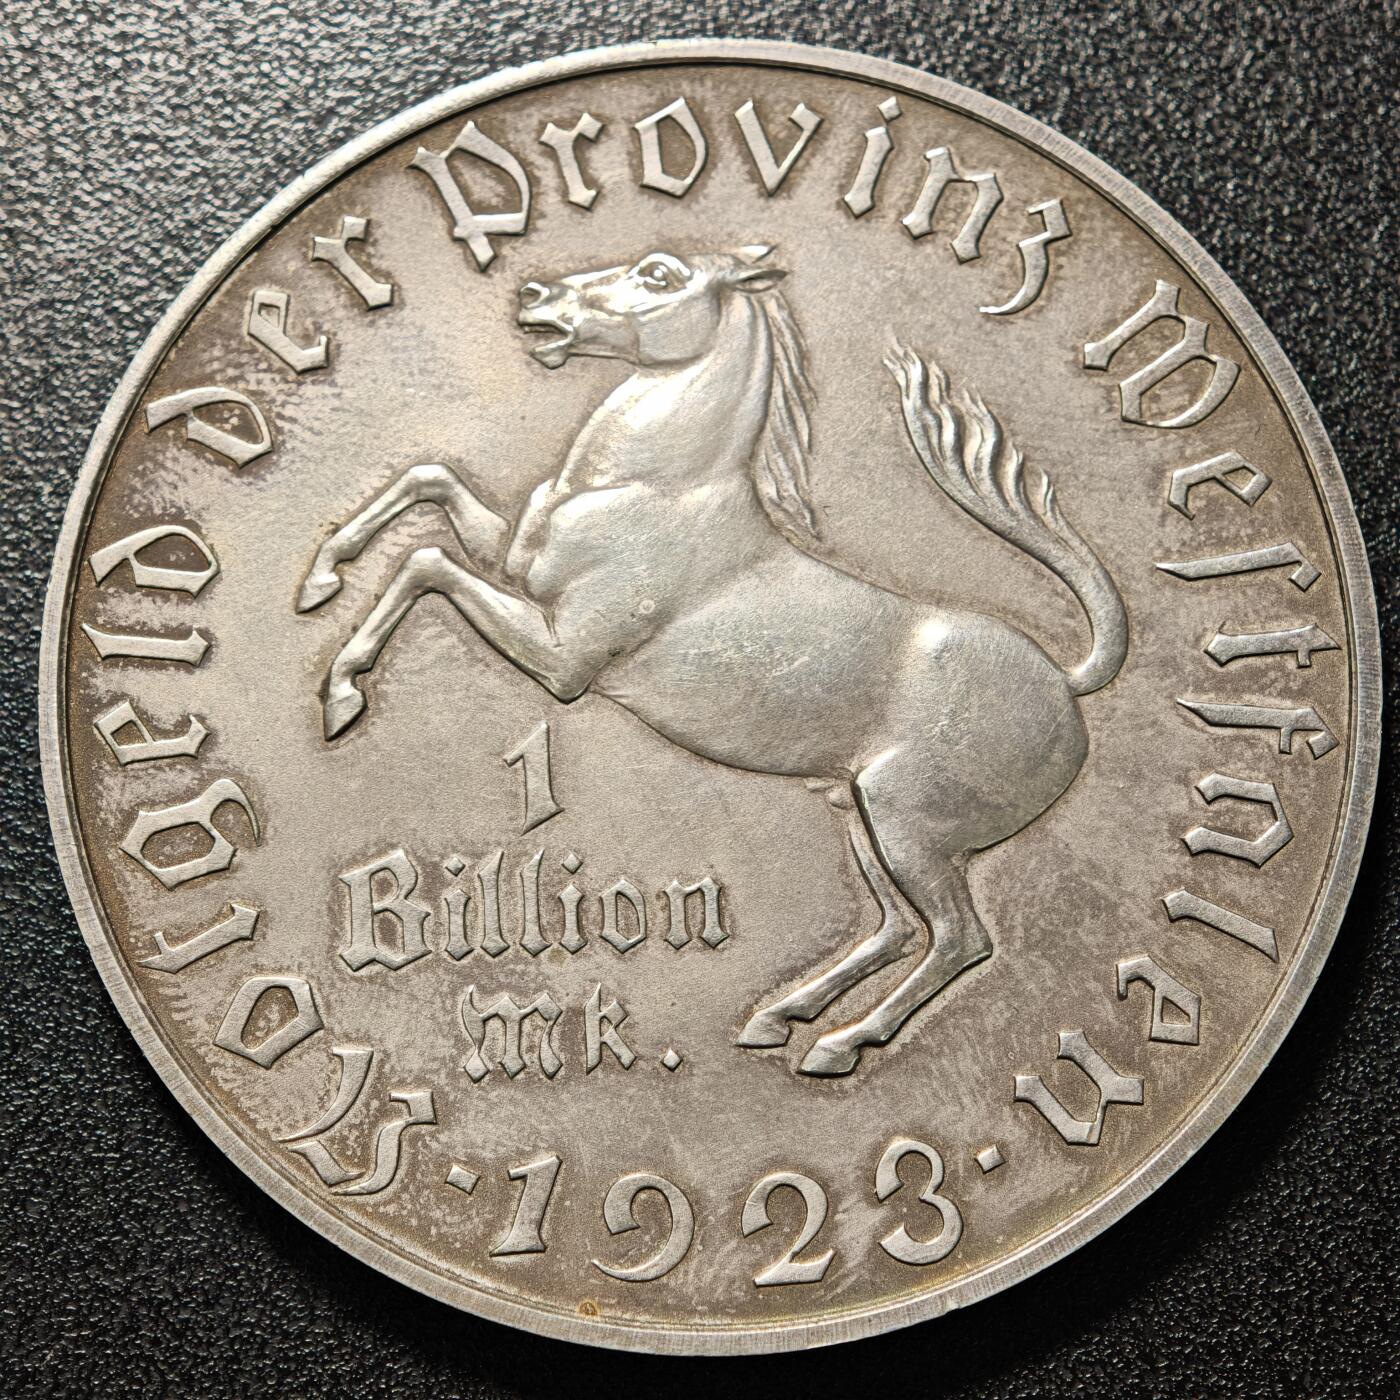 Notgeld der Provinz Westfalen
1
Billion
Mk.
· 1923 ·